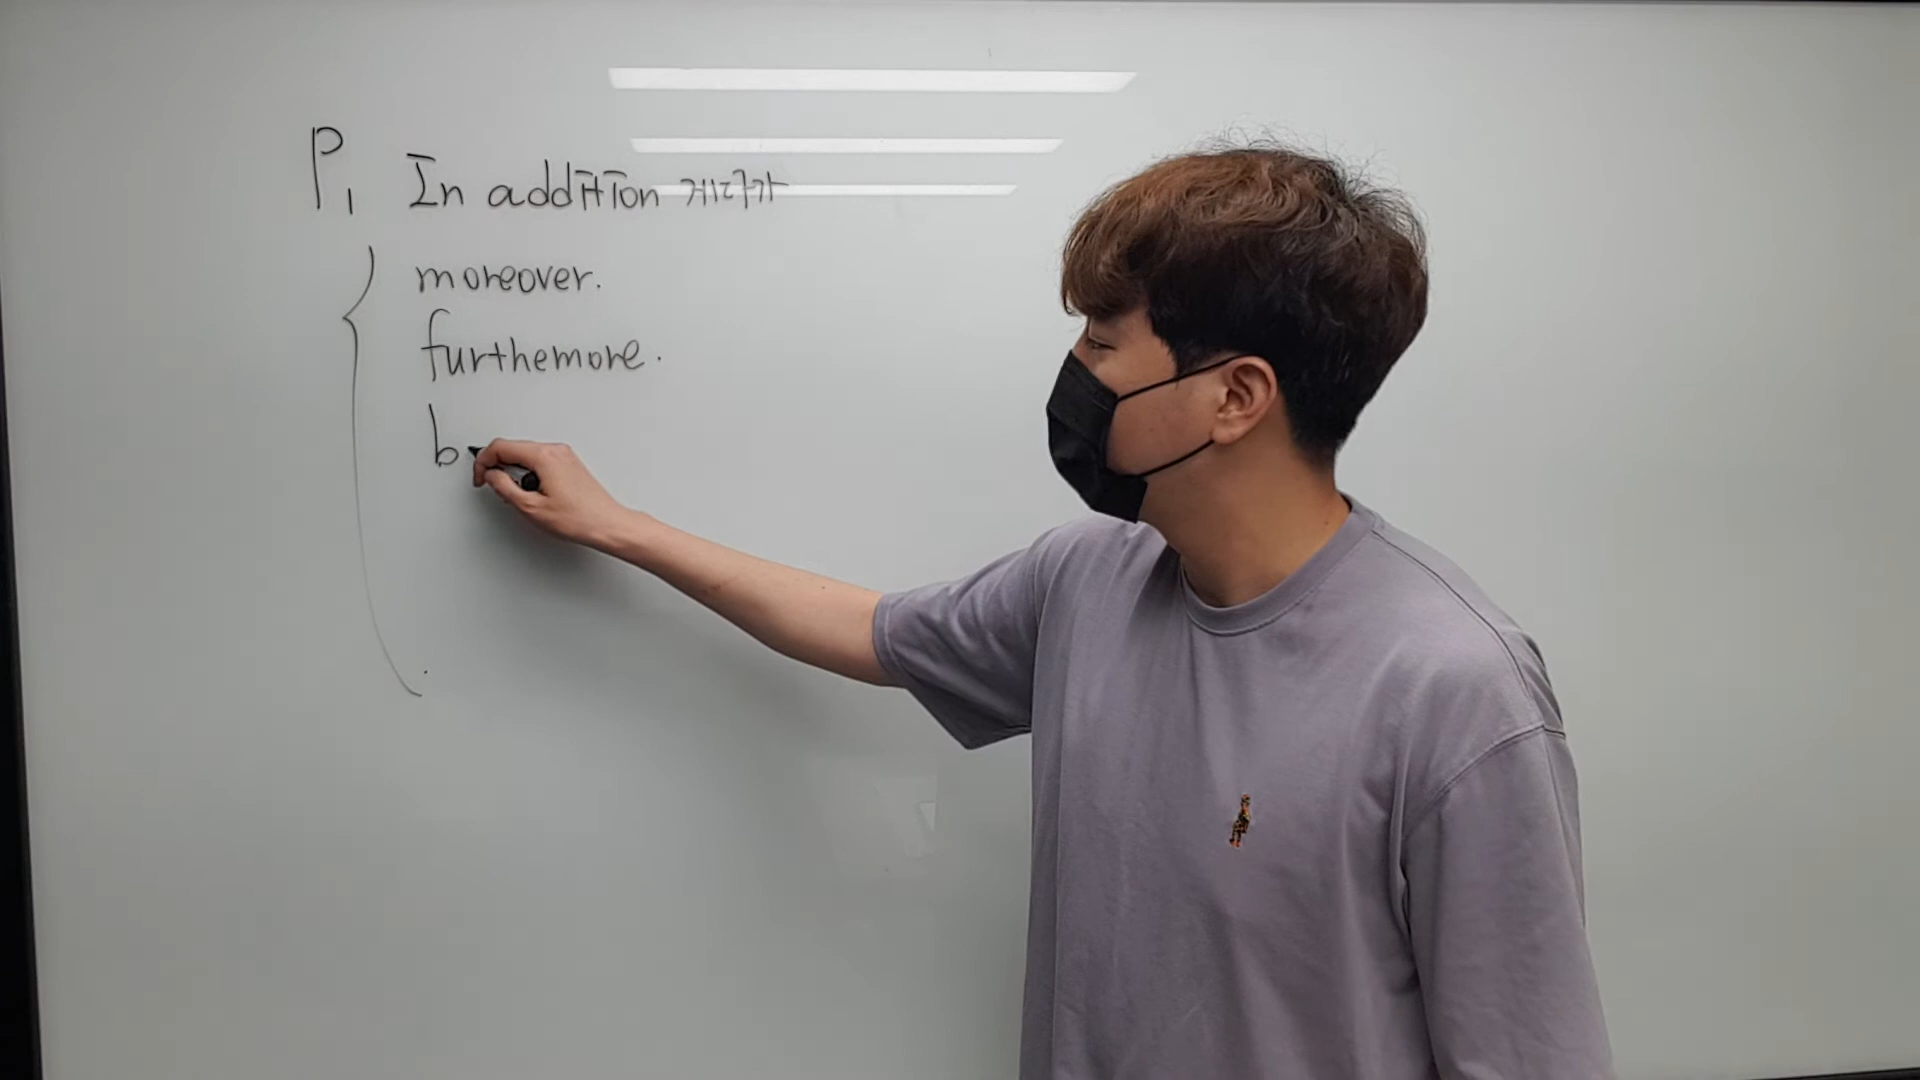 P1 In addition 게다가
moreover.
furthemore.
b